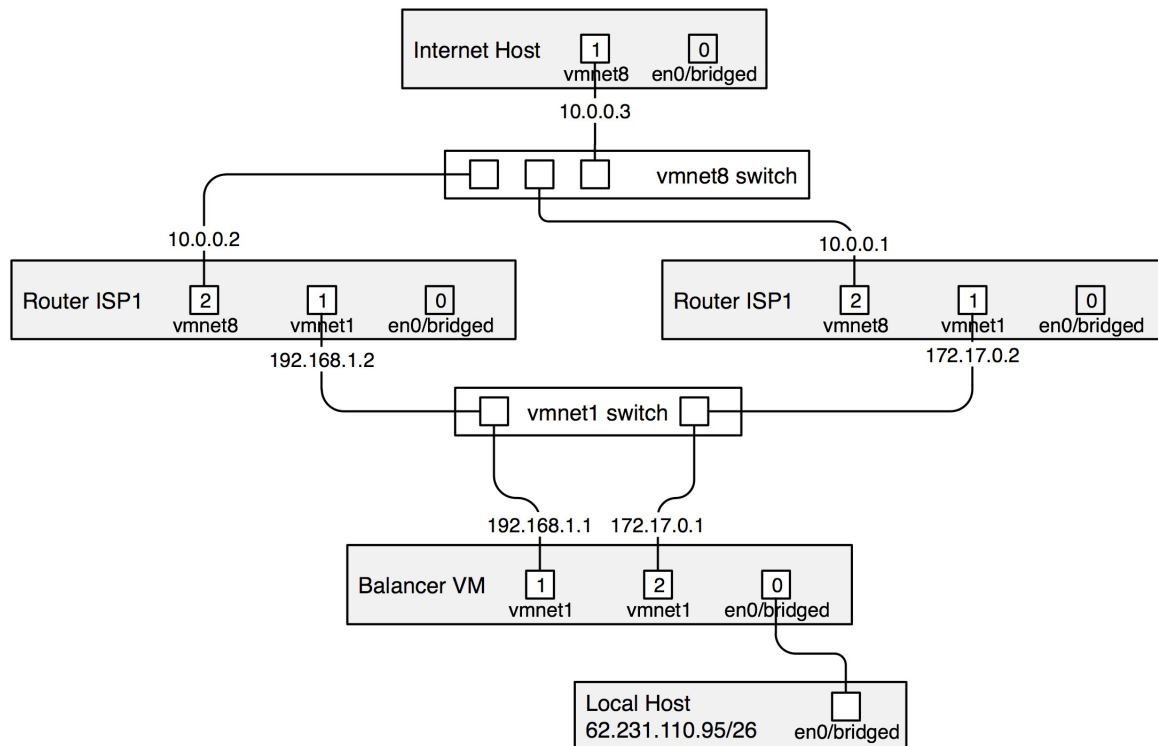 Internet Host
1
0
vmnet8
en0/bridged
10.0.0.3
vmnet8 switch
10.0.0.2
10.0.0.1
Router ISP1
2
1
0
vmnet8
vmnet1
en0/bridged
Router ISP1
2
1
0
vmnet8
vmnet1
en0/bridged
192.168.1.2
172.17.0.2
vmnet1 switch
192.168.1.1
172.17.0.1
Balancer VM
1
2
0
vmnet1
vmnet1
en0/bridged
Local Host
62.231.110.95/26
en0/bridged